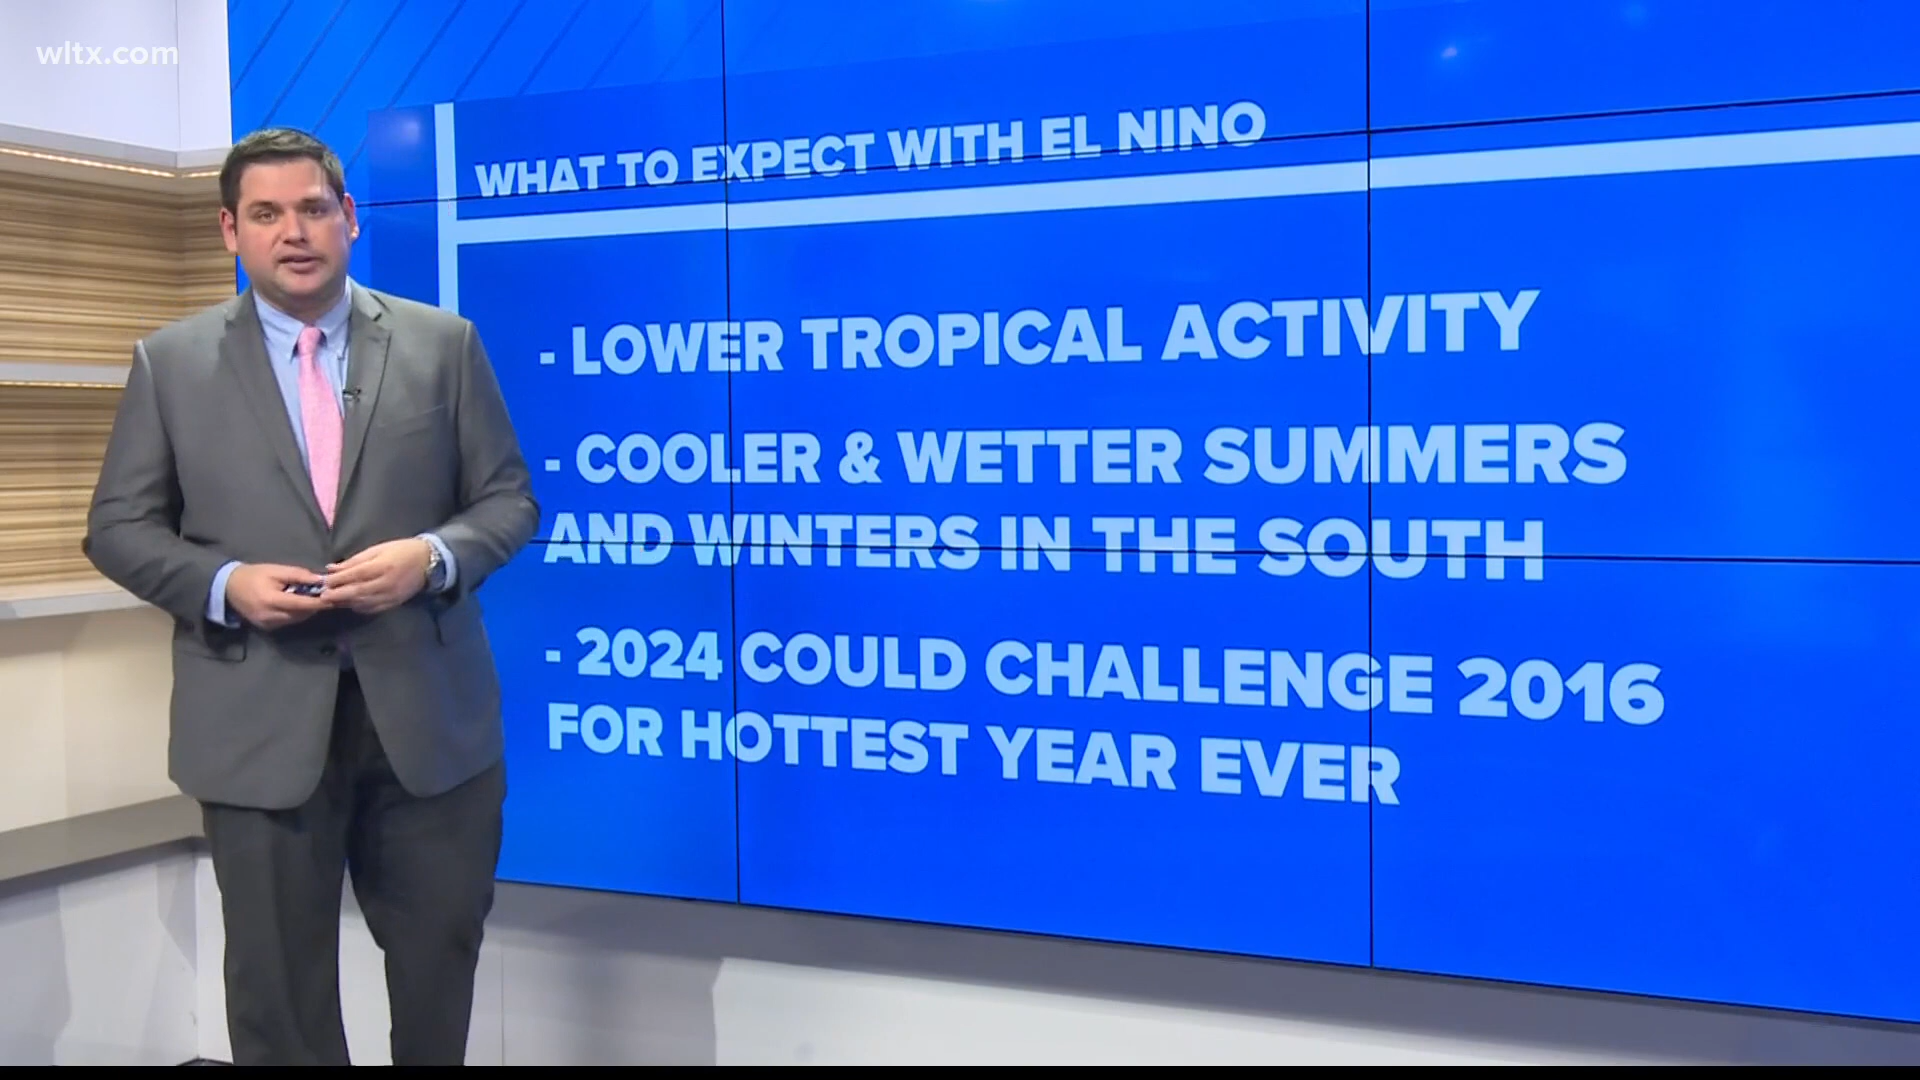 wltx.com
WHAT TO EXPECT WITH EL NINO
- LOWER TROPICAL ACTIVITY
- COOLER & WETTER SUMMERS
AND WINTERS IN THE SOUTH
- 2024 COULD CHALLENGE 2016
FOR HOTTEST YEAR EVER